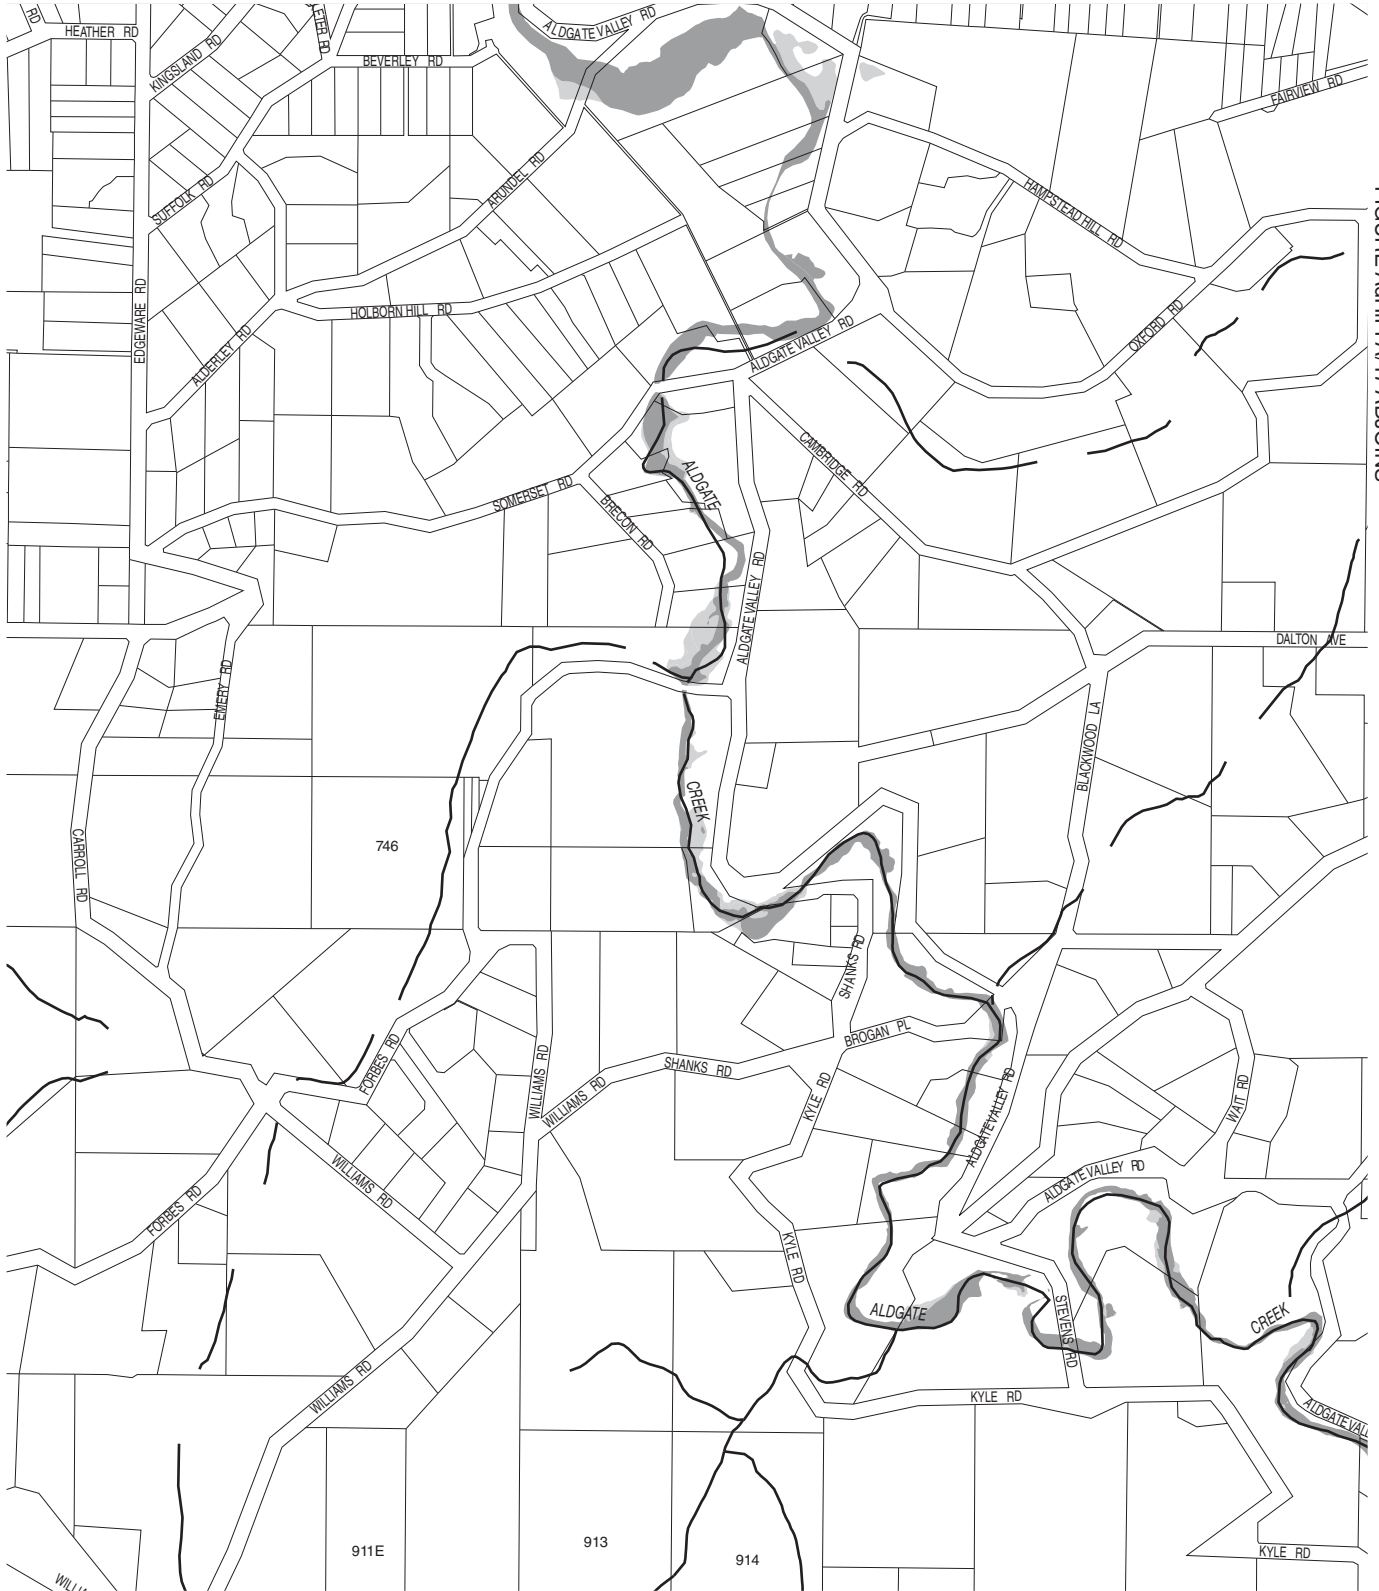 RD
HEATHER RD
KINGSLAND RD
ALDGATE VALLEY RD
BEVERLEY RD
FAIRVIEW RD
SUFFOLK RD
ARUNDEL RD
HAMPSTEAD HILL RD
EDGEWARE RD
HOLBORN HILL RD
ALDERLEY RD
ALDGATE VALLEY RD
OXFORD RD
CAMBRIDGE RD
SOMERSET RD
ALDGATE
BRECON RD
ALDGATE VALLEY RD
DALTON AVE
EMERY RD
BLACKWOOD LA
CREEK
746
CARROLL RD
SHANKS RD
BROGAN PL
FORBES RD
WILLIAMS RD
WILLIAMS RD
SHANKS RD
KYLE RD
ALDGATE VALLEY RD
WAIT RD
WILLIAMS RD
ALDGATE VALLEY RD
FORBES RD
KYLE RD
ALDGATE
STEVENS RD
CREEK
WILLIAMS RD
KYLE RD
ALDGATE VAL
911E
913
914
KYLE RD